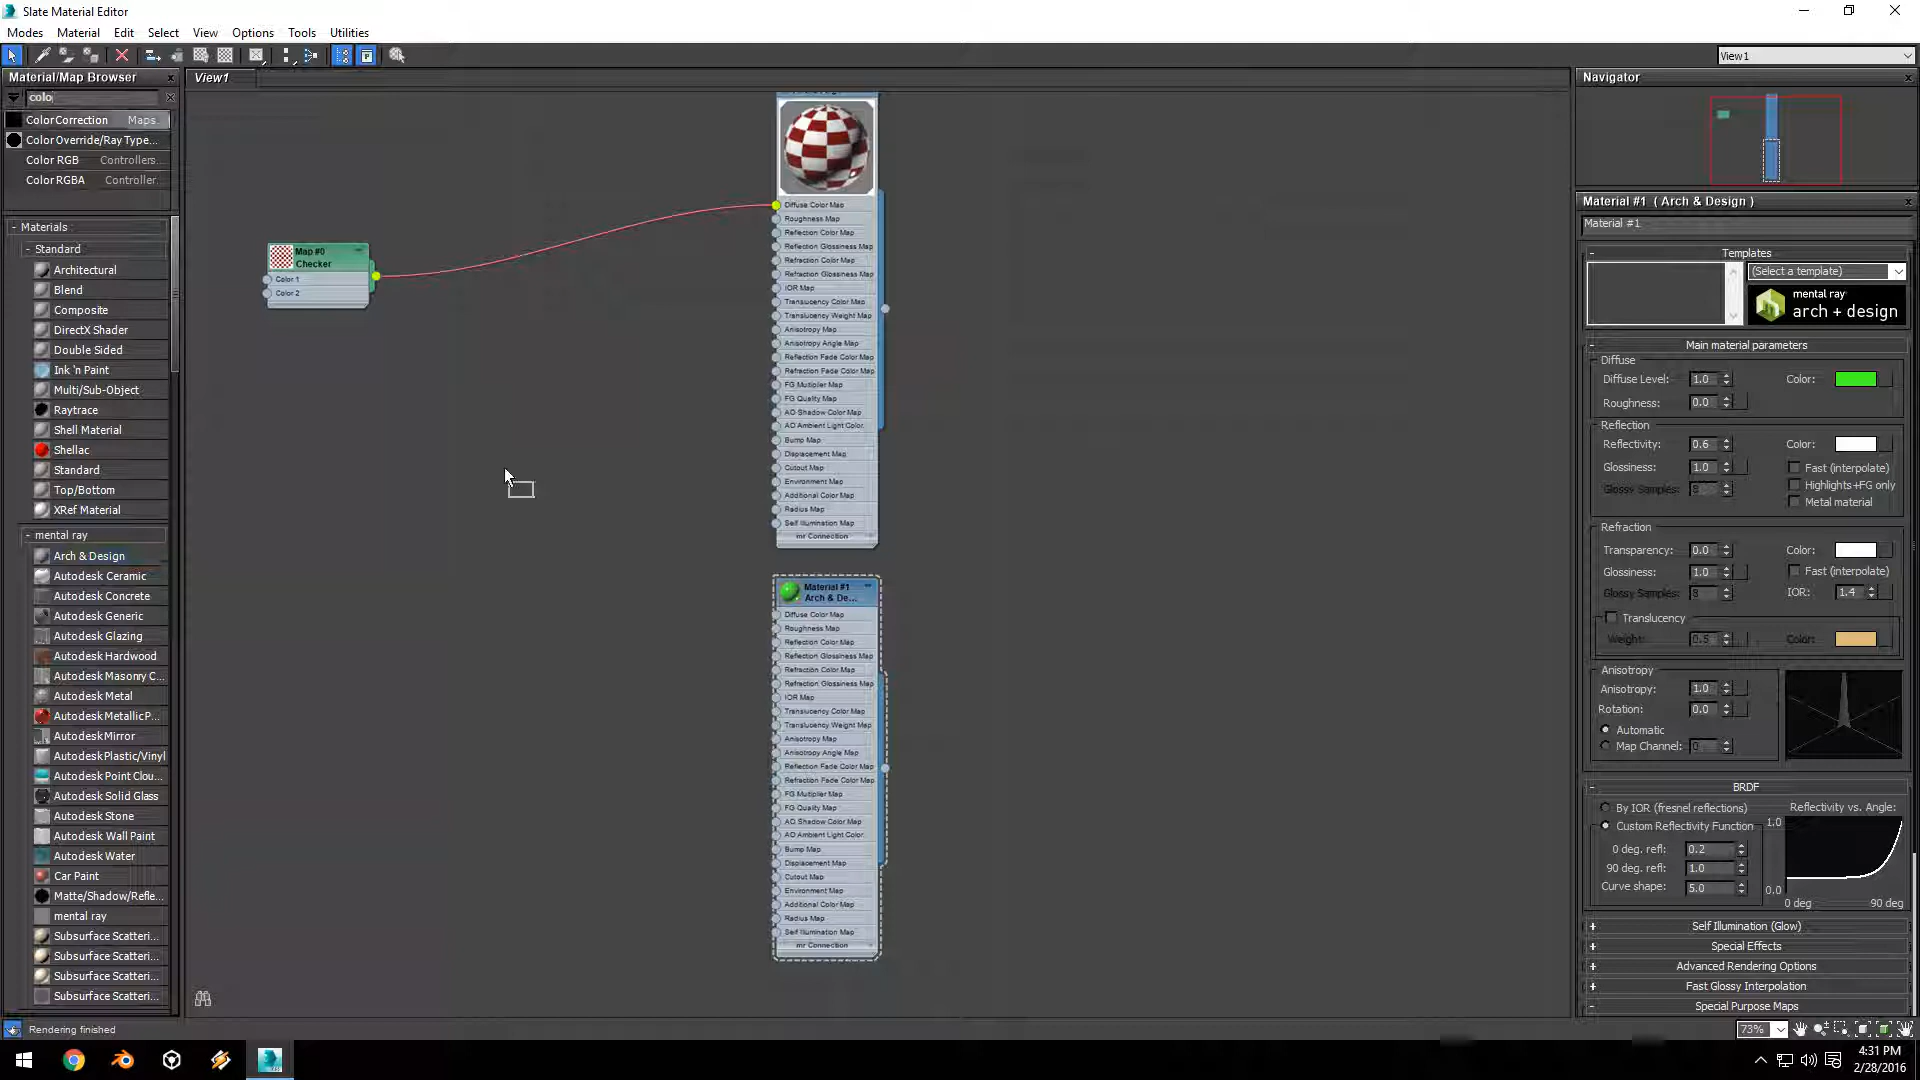 Slate Material Editor
Modes Material Edit Select View Options Tools Utilities
View1
Material/Map Browser
View1
Navigator
colo
Color Correction Maps
Color Override/Ray Type...
Color RGB Controllers...
Color RGBA Controller...
- Materials
- Standard
Architectural
Blend
Composite
DirectX Shader
Double Sided
Ink 'n Paint
Multi/Sub-Object
Raytrace
Shell Material
Shellac
Standard
Top/Bottom
XRef Material
- mental ray
Arch & Design
Autodesk Ceramic
Autodesk Concrete
Autodesk Generic
Autodesk Glazing
Autodesk Hardwood
Autodesk Masonry C...
Autodesk Metal
Autodesk Metallic P...
Autodesk Mirror
Autodesk Plastic/Vinyl
Autodesk Point Clou...
Autodesk Solid Glass
Autodesk Stone
Autodesk Wall Paint
Autodesk Water
Car Paint
Matte/Shadow/Refle...
mental ray
Subsurface Scatteri...
Subsurface Scatteri...
Subsurface Scatteri...
Subsurface Scatteri...
Map #0
Checker
Color 1
Color 2
Diffuse Color Map
Roughness Map
Reflection Color Map
Reflection Glossiness Map
Refraction Color Map
Refraction Glossiness Map
IOR Map
Translucency Color Map
Translucency Weight Map
Anisotropy Map
Anisotropy Angle Map
Reflection Fade Color Map
Refraction Fade Color Map
FG Multiplier Map
FG Quality Map
AO Shadow Color Map
AO Ambient Light Color.
Bump Map
Displacement Map
Cutout Map
Environment Map
Additional Color Map
Radius Map
Self Illumination Map
mr Connection
Material #1
Arch & De...
Diffuse Color Map
Roughness Map
Reflection Color Map
Reflection Glossiness Map
Refraction Color Map
Refraction Glossiness Map
IOR Map
Translucency Color Map
Translucency Weight Map
Anisotropy Map
Anisotropy Angle Map
Reflection Fade Color Map
Refraction Fade Color Map
FG Multiplier Map
FG Quality Map
AO Shadow Color Map
AO Ambient Light Color.
Bump Map
Displacement Map
Cutout Map
Environment Map
Additional Color Map
Radius Map
Self Illumination Map
mr Connection
Material #1 ( Arch & Design )
Material #1
- Templates
(Select a template)
mental ray
arch + design
- Main material parameters
Diffuse
Diffuse Level: 1.0 Color:
Roughness: 0.0
Reflection
Reflectivity: 0.6 Color:
Glossiness: 1.0 Fast (interpolate)
Glossy Samples: 8 Highlights+FG only
Metal material
Refraction
Transparency: 0.0 Color:
Glossiness: 1.0 Fast (interpolate)
Glossy Samples: 8 IOR: 1.4
Translucency
Weight: 0.5 Color:
Anisotropy
Anisotropy: 1.0
Rotation: 0.0
Automatic
Map Channel: 0
- BRDF
By IOR (fresnel reflections) Reflectivity vs. Angle:
Custom Reflectivity Function 1.0
0 deg. refl: 0.2
90 deg. refl: 1.0
Curve shape: 5.0 0.0
0 deg 90 deg
+ Self Illumination (Glow)
+ Special Effects
+ Advanced Rendering Options
+ Fast Glossy Interpolation
- Special Purpose Maps
Rendering finished
73%
4:31 PM
2/28/2016